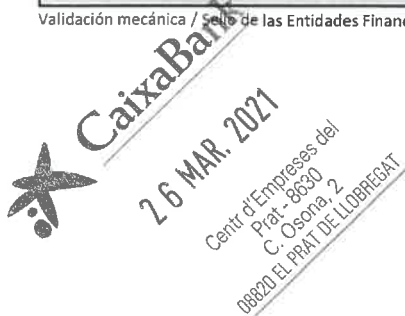 Validación mecánica / Sello de las Entidades Finan
CaixaBank
26 MAR. 2021
Centr d'Empreses del
Prat - 8630
C. Osona, 2
08820 EL PRAT DE LLOBREGAT